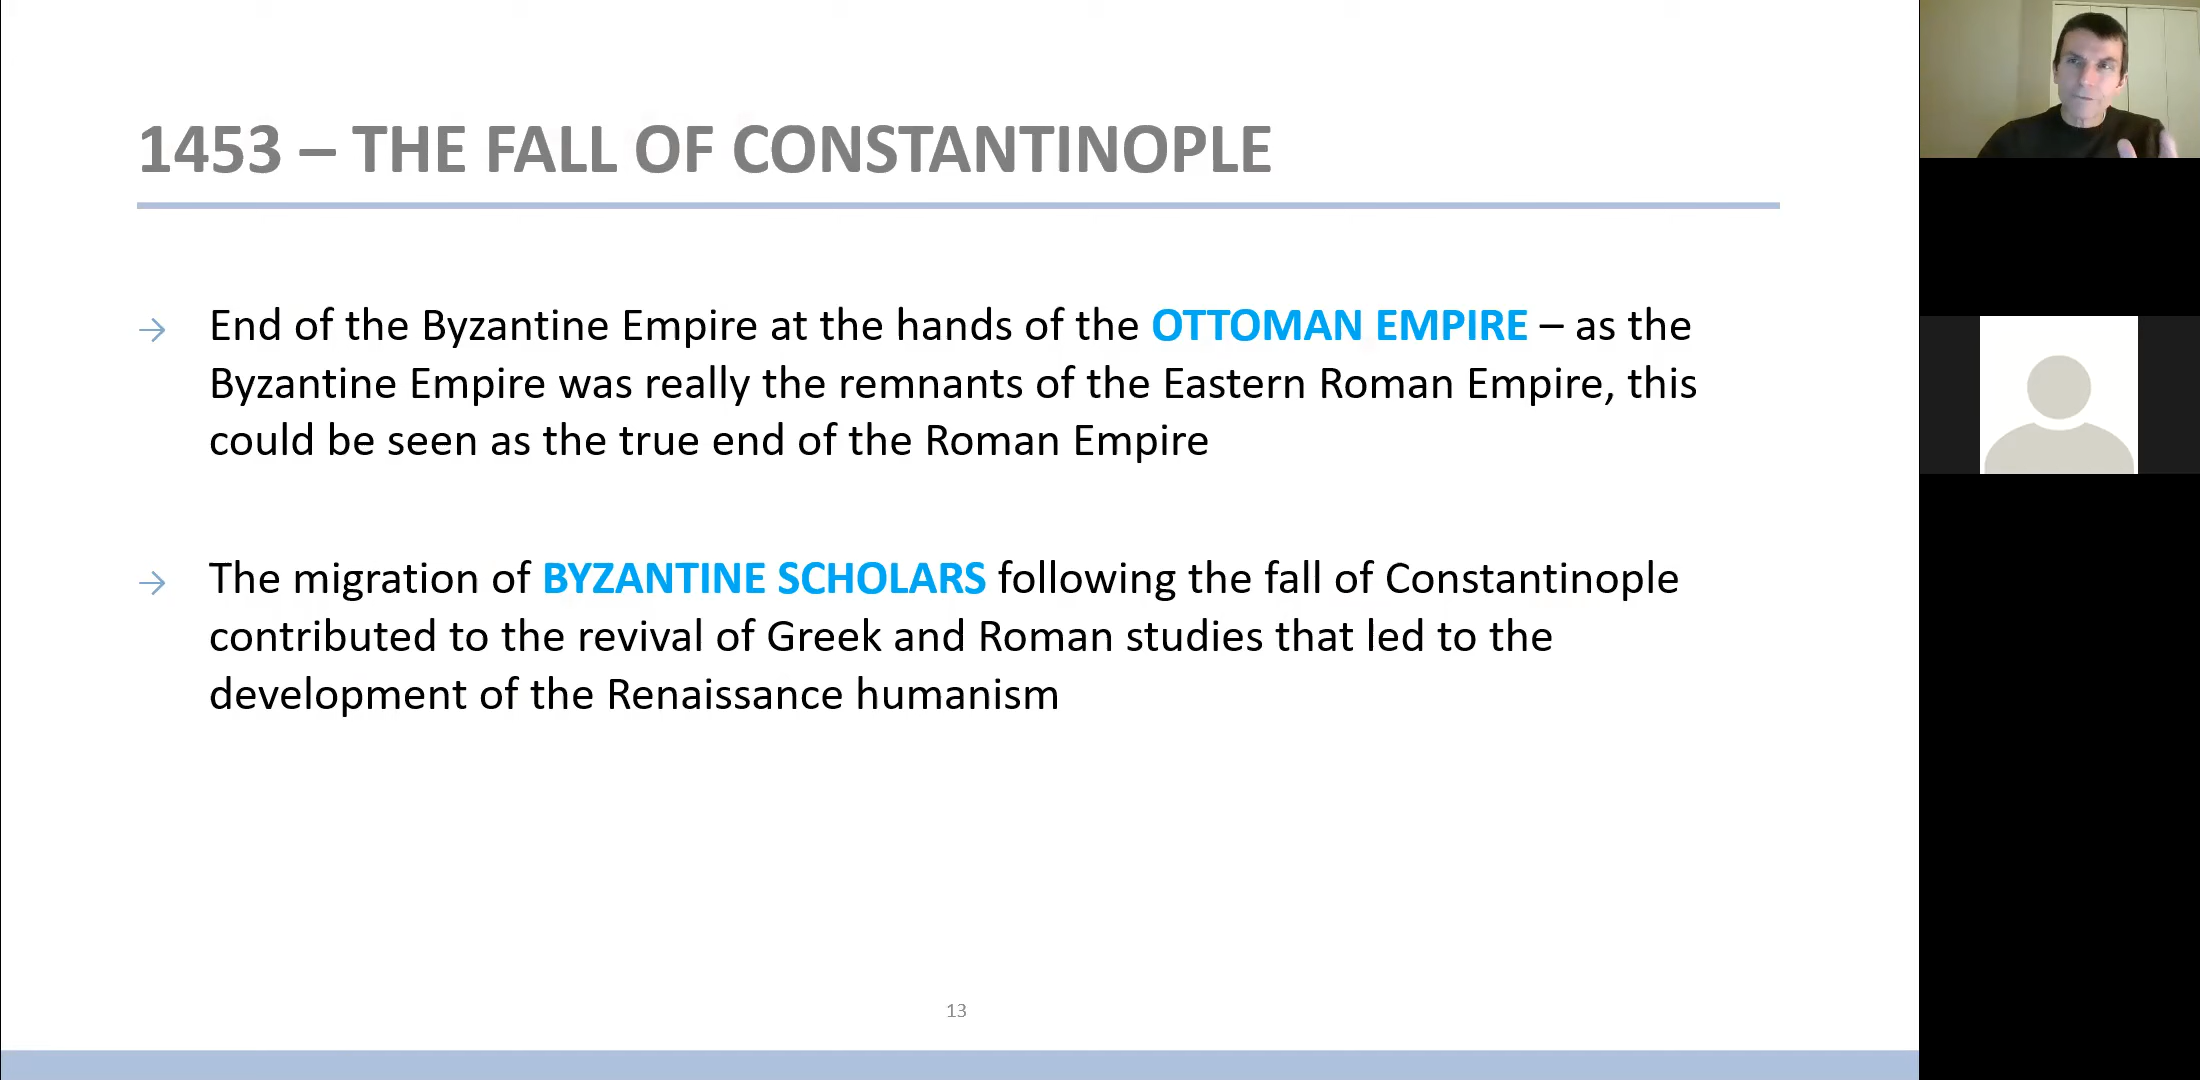 1453 – THE FALL OF CONSTANTINOPLE
→ End of the Byzantine Empire at the hands of the OTTOMAN EMPIRE – as the
Byzantine Empire was really the remnants of the Eastern Roman Empire, this
could be seen as the true end of the Roman Empire
→ The migration of BYZANTINE SCHOLARS following the fall of Constantinople
contributed to the revival of Greek and Roman studies that led to the
development of the Renaissance humanism
13